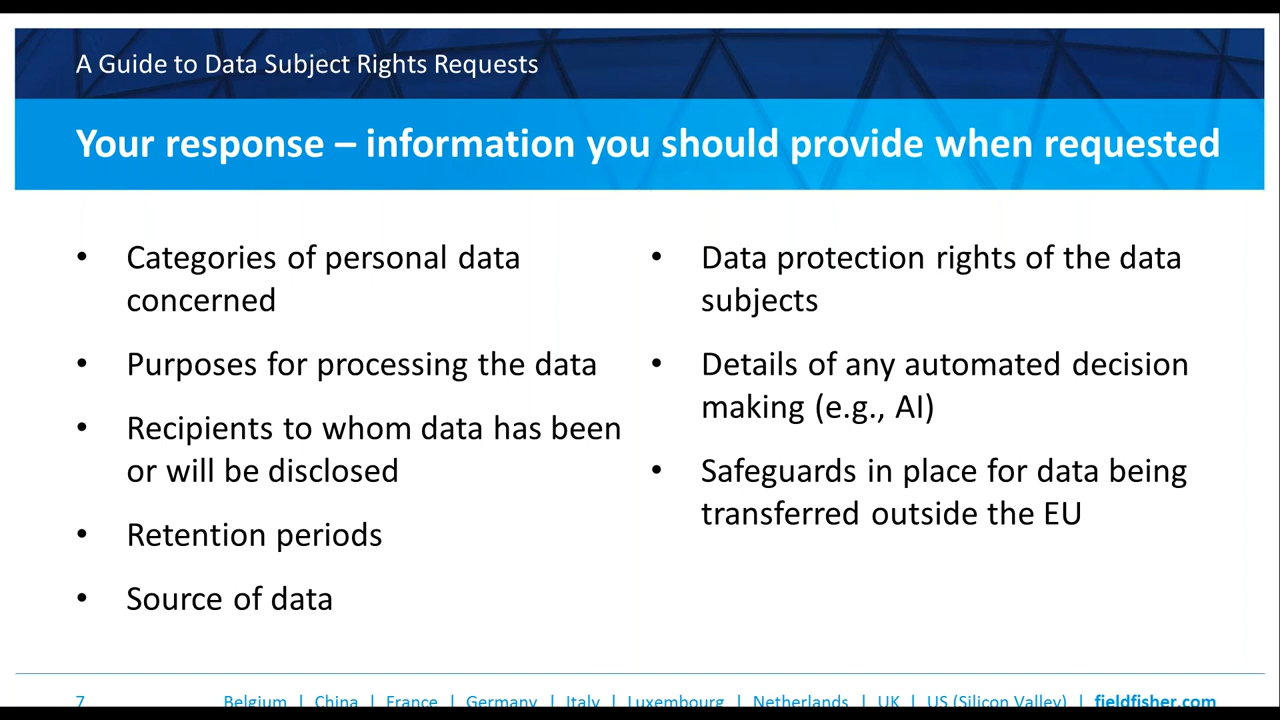 A Guide to Data Subject Rights Requests
Your response – information you should provide when requested
• Categories of personal data
concerned
• Purposes for processing the data
• Recipients to whom data has been
or will be disclosed
• Retention periods
• Source of data
• Data protection rights of the data
subjects
• Details of any automated decision
making (e.g., AI)
• Safeguards in place for data being
transferred outside the EU
7 Belgium | China | France | Germany | Italy | Luxembourg | Netherlands | UK | US (Silicon Valley) | fieldfisher.com